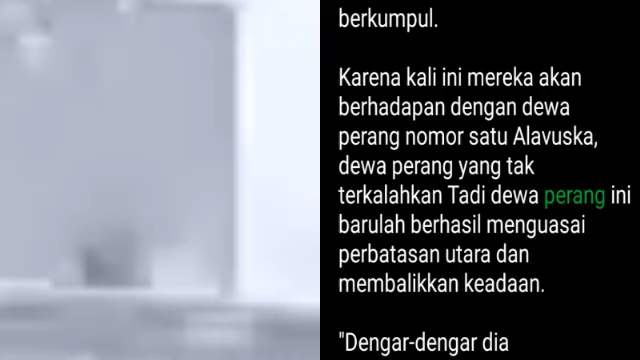 berkumpul.
Karena kali ini mereka akan
berhadapan dengan dewa
perang nomor satu Alavuska,
dewa perang yang tak
terkalahkan Tadi dewa perang ini
barulah berhasil menguasai
perbatasan utara dan
membalikkan keadaan.
"Dengar-dengar dia